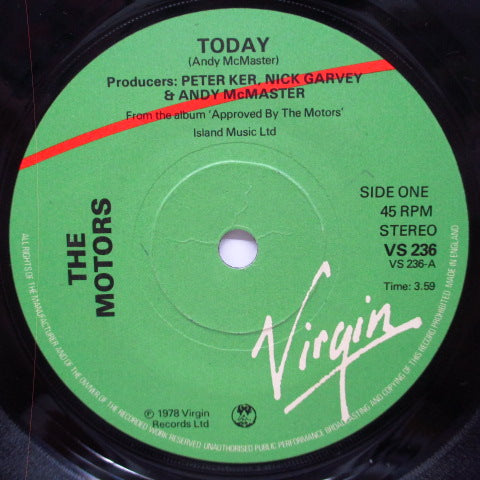 TODAY
(Andy McMaster)
Producers: PETER KER, NICK GARVEY
& ANDY McMASTER
From the album 'Approved By The Motors'
Island Music Ltd
THE
MOTORS
SIDE ONE
45 RPM
STEREO
VS 236
VS 236-A
Time: 3.59
Virgin
℗ 1978 Virgin
Records Ltd
ALL RIGHTS OF THE MANUFACTURER AND OF THE OWNER OF THE RECORDED WORK RESERVED UNAUTHORISED PUBLIC PERFORMANCE BROADCASTING AND COPYING OF THIS RECORD PROHIBITED MADE IN ENGLAND